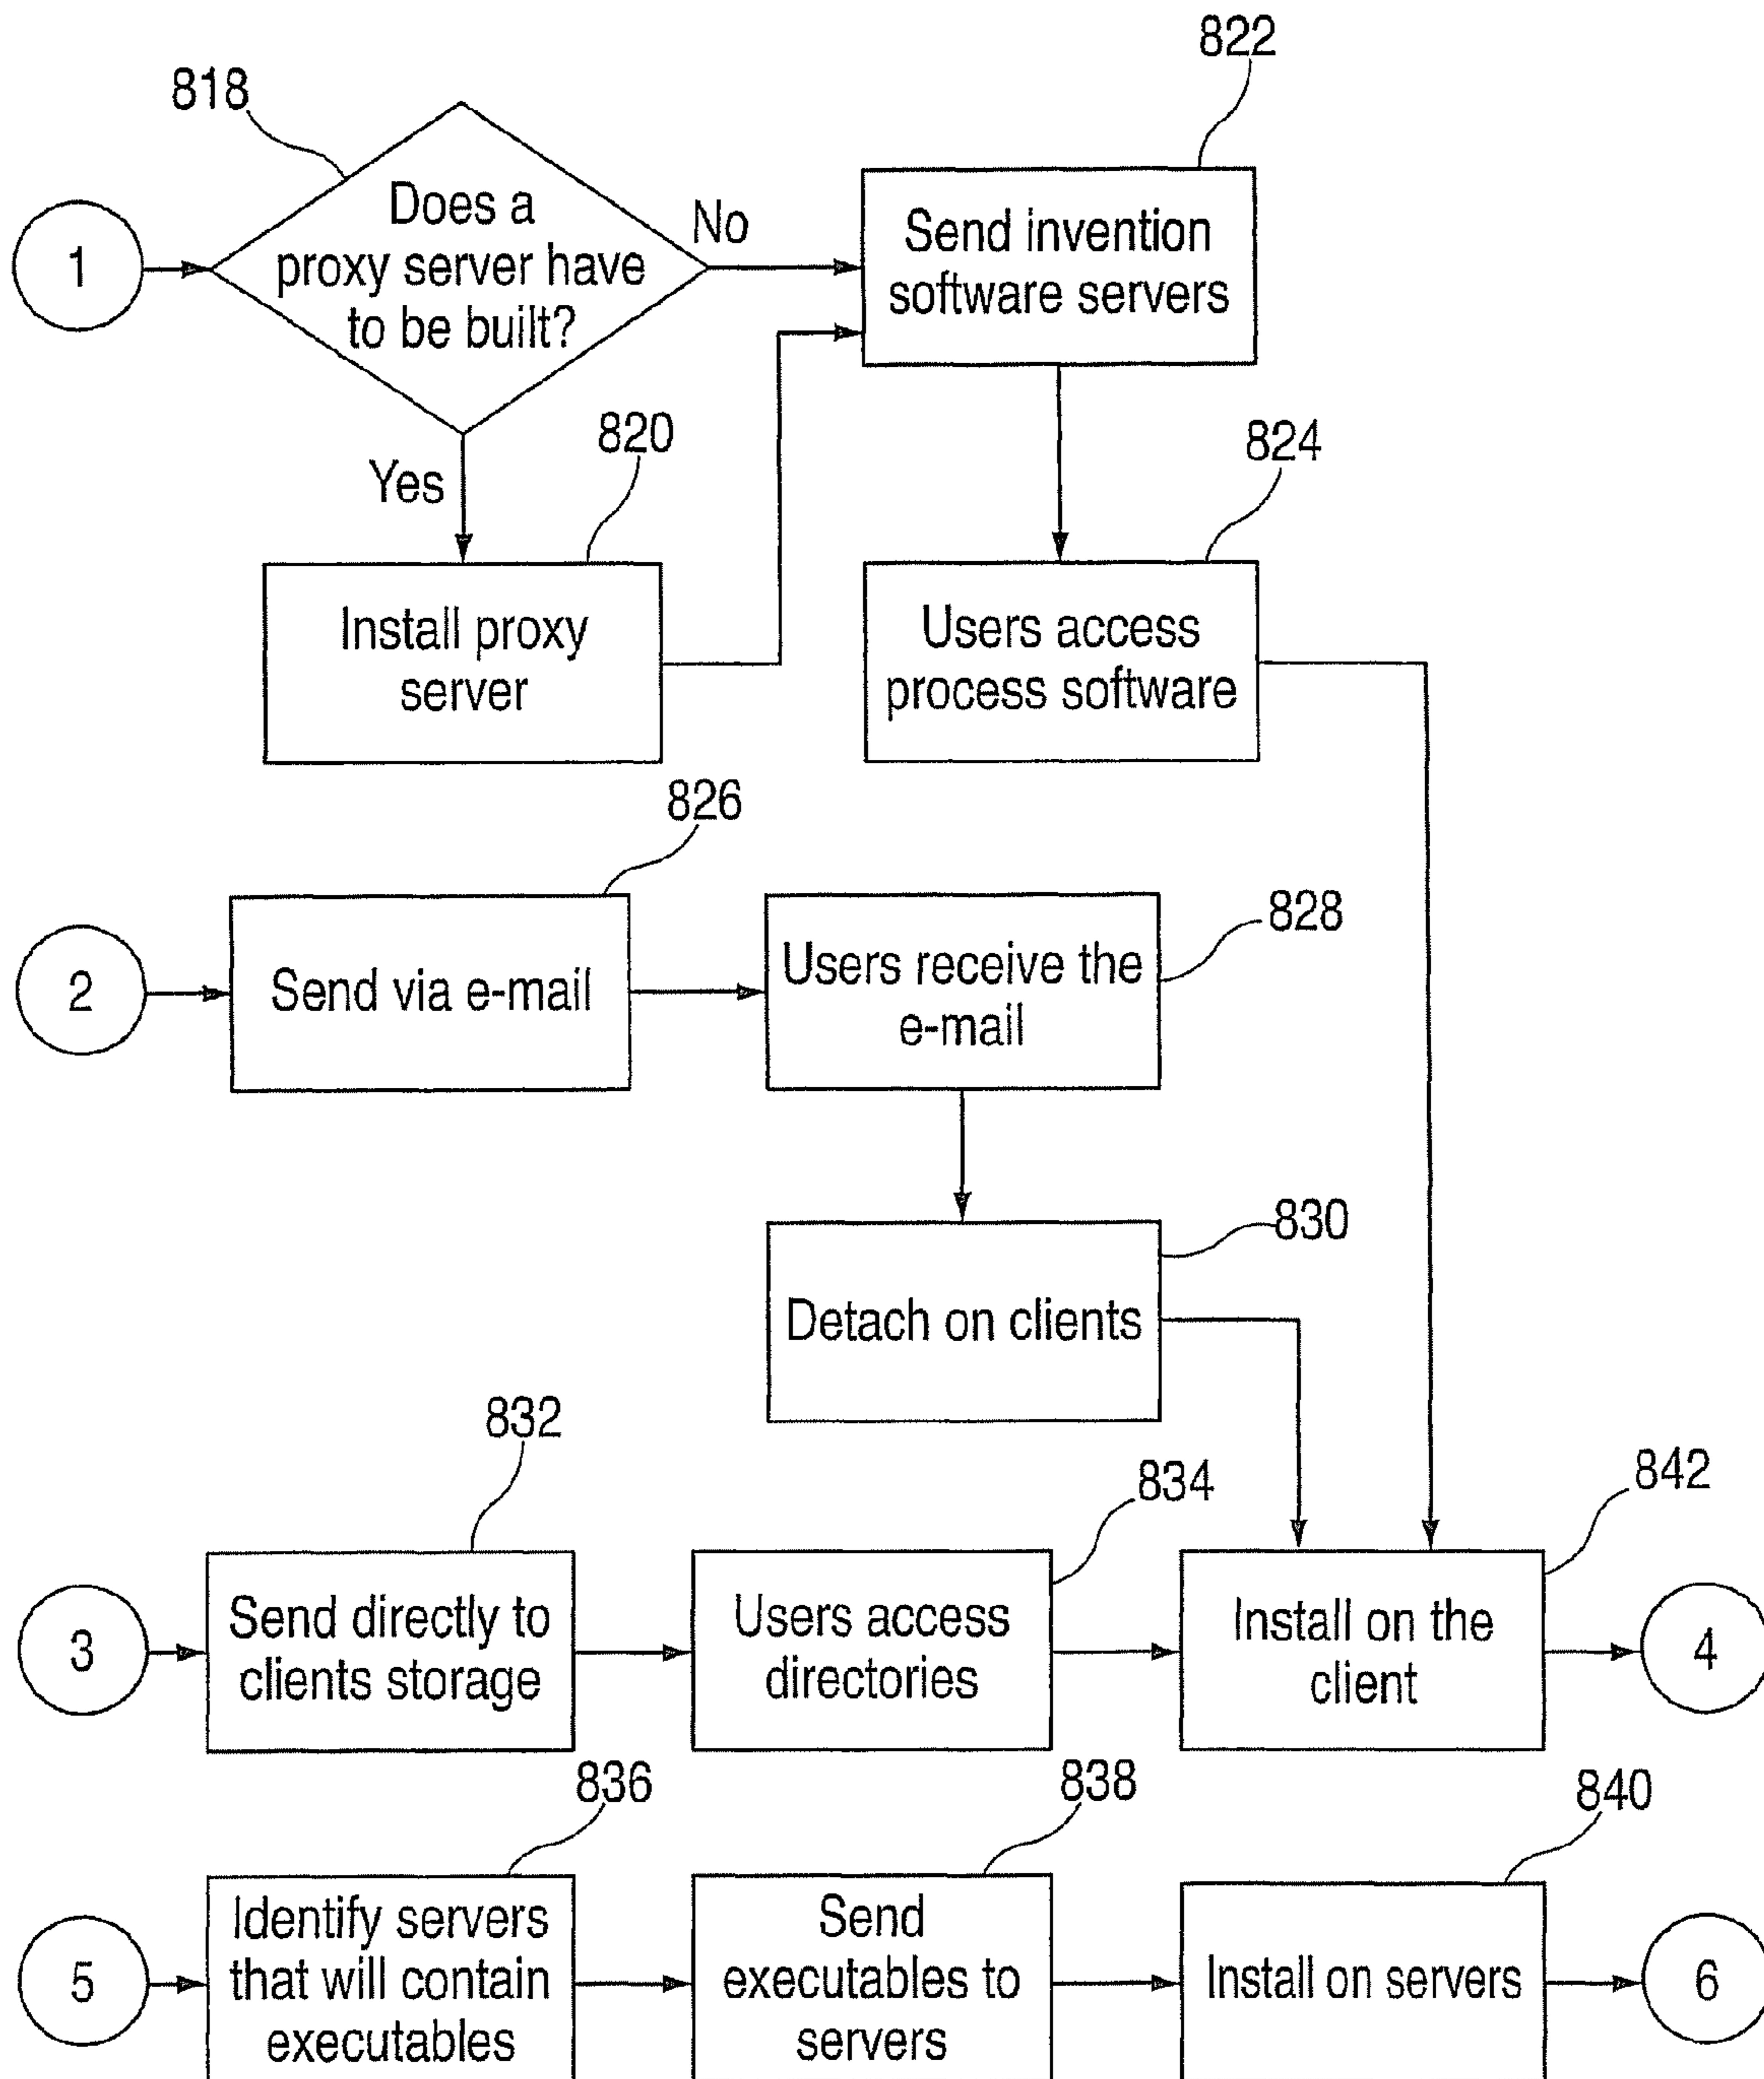 822
818
Does a
proxy server have
to be built?
No
Send invention
software servers
1
820
824
Yes
Install proxy
server
Users access
process software
826
828
2
Send via e-mail
Users receive the
e-mail
830
Detach on clients
832
834
842
3
Send directly to
clients storage
Users access
directories
Install on the
client
4
836
838
840
5
Identify servers
that will contain
executables
Send
executables to
servers
Install on servers
6